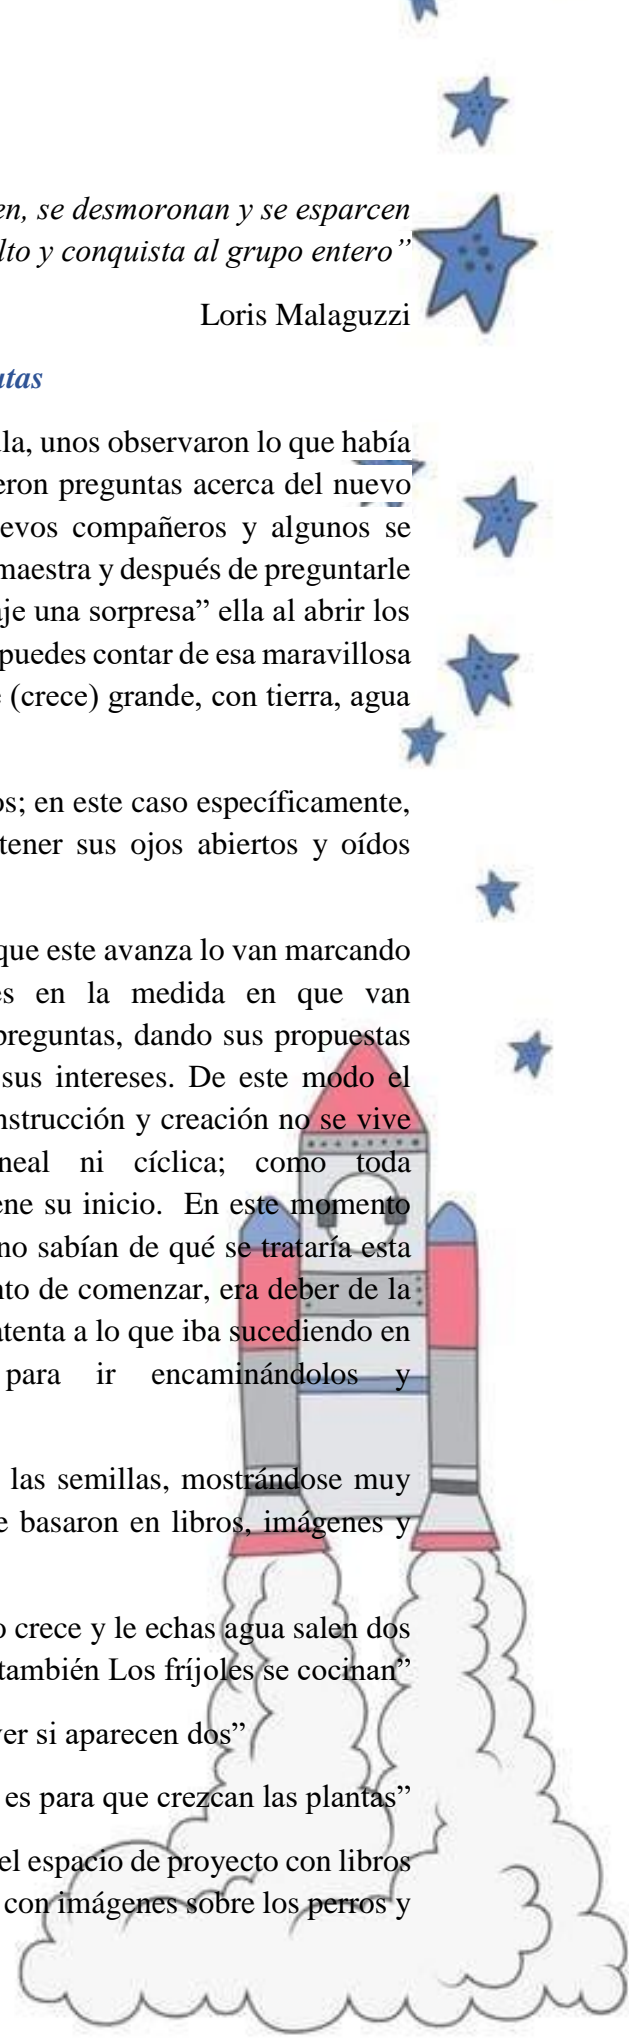 en, se desmoronan y se esparcen
lto y conquista al grupo entero”
Loris Malaguzzi
utas
la, unos observaron lo que había
eron preguntas acerca del nuevo
evos compañeros y algunos se
maestra y después de preguntarle
je una sorpresa” ella al abrir los
puedes contar de esa maravillosa
e (crece) grande, con tierra, agua
os; en este caso específicamente,
tener sus ojos abiertos y oídos
que este avanza lo van marcando
es en la medida en que van
preguntas, dando sus propuestas
sus intereses. De este modo el
nstrucción y creación no se vive
neal ni cíclica; como toda
ene su inicio. En este momento
no sabían de qué se trataría esta
nto de comenzar, era deber de la
atenta a lo que iba sucediendo en
para ir encaminándolos y
las semillas, mostrándose muy
e basaron en libros, imágenes y
o crece y le echas agua salen dos
también Los fríjoles se cocinan”
ver si aparecen dos”
es para que crezcan las plantas”
el espacio de proyecto con libros
con imágenes sobre los perros y